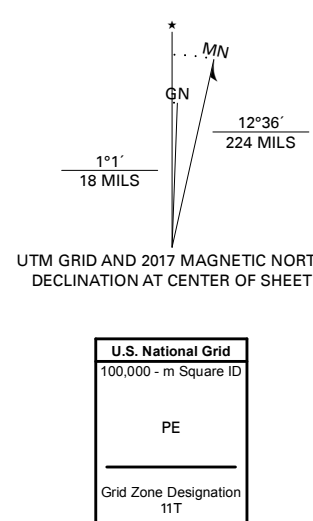 ★
MN
GN
12°36´
224 MILS
1°1´
18 MILS
UTM GRID AND 2017 MAGNETIC NORT
DECLINATION AT CENTER OF SHEET
U.S. National Grid
100,000 - m Square ID
PE
Grid Zone Designation
11T